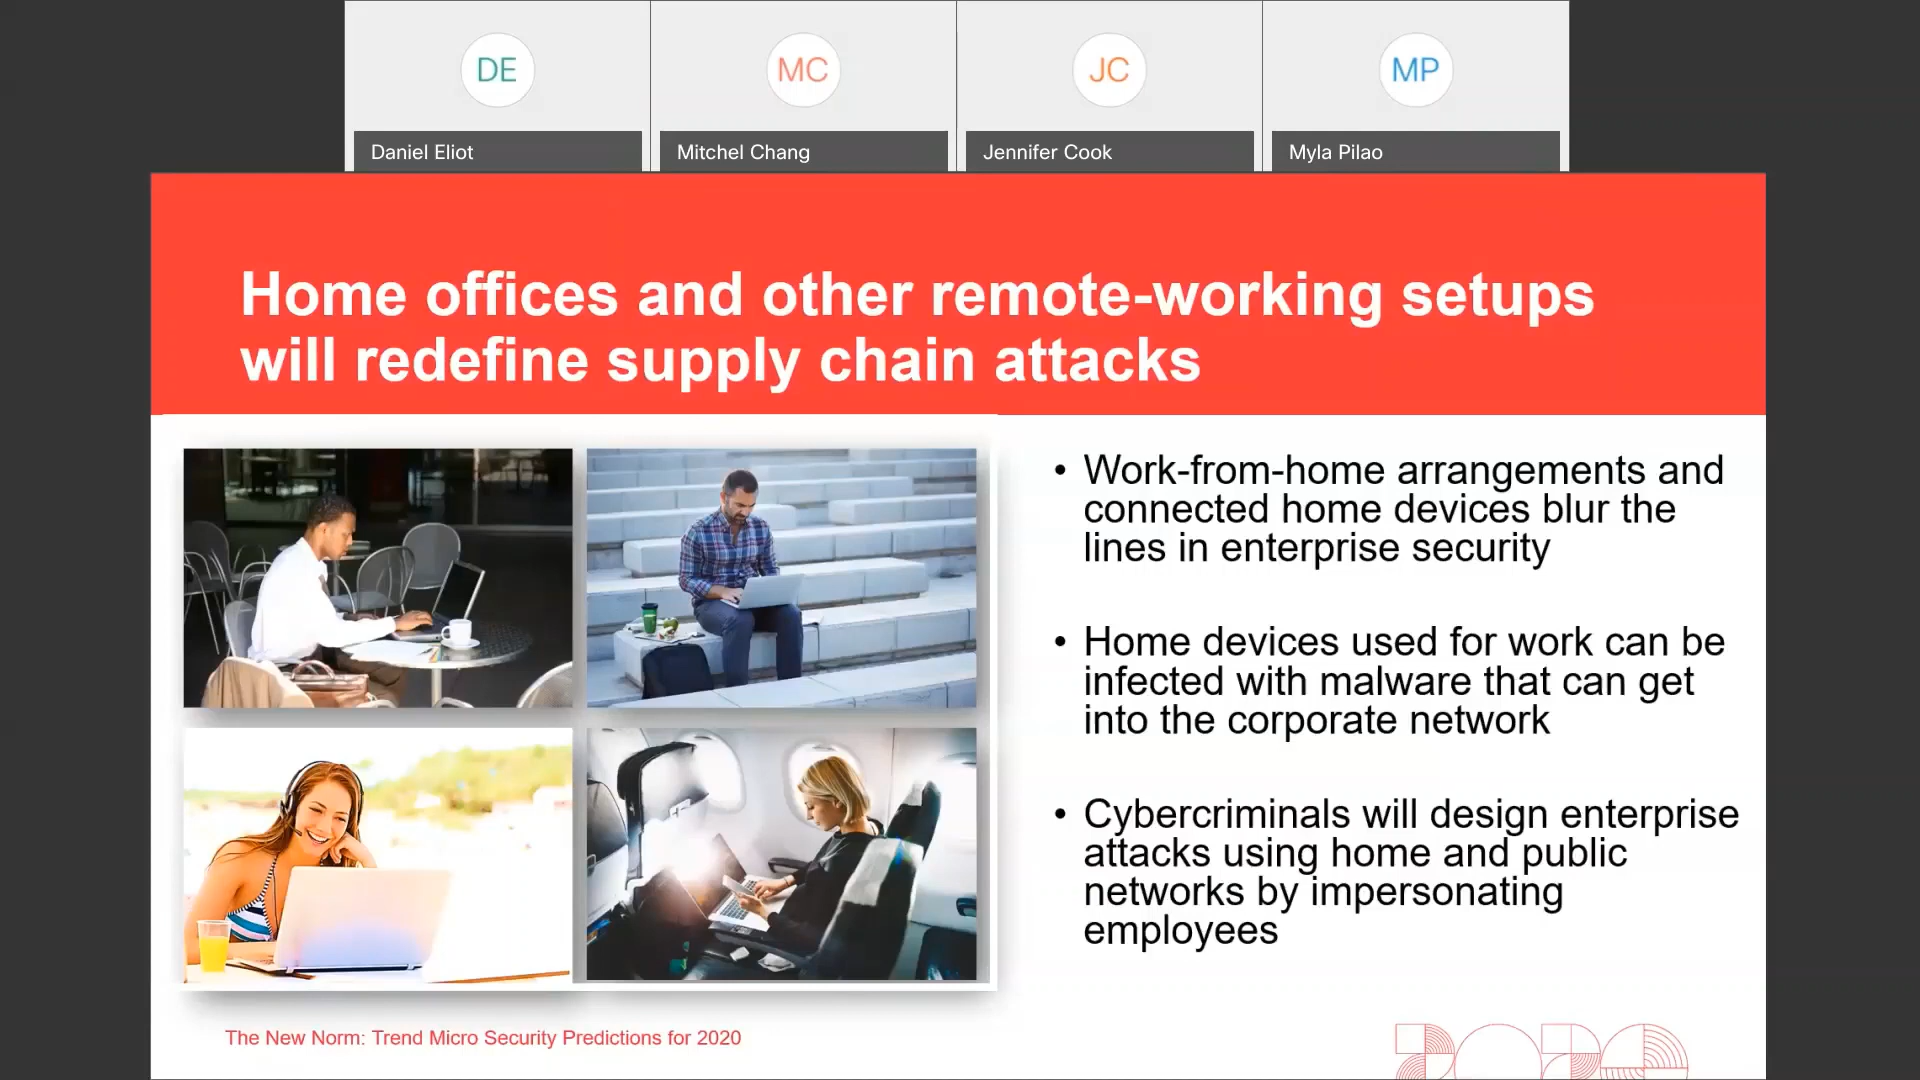 DE
MC
JC
MP
Daniel Eliot
Mitchel Chang
Jennifer Cook
Myla Pilao
Home offices and other remote-working setups
will redefine supply chain attacks
• Work-from-home arrangements and
connected home devices blur the
lines in enterprise security
• Home devices used for work can be
infected with malware that can get
into the corporate network
• Cybercriminals will design enterprise
attacks using home and public
networks by impersonating
employees
The New Norm: Trend Micro Security Predictions for 2020
2020